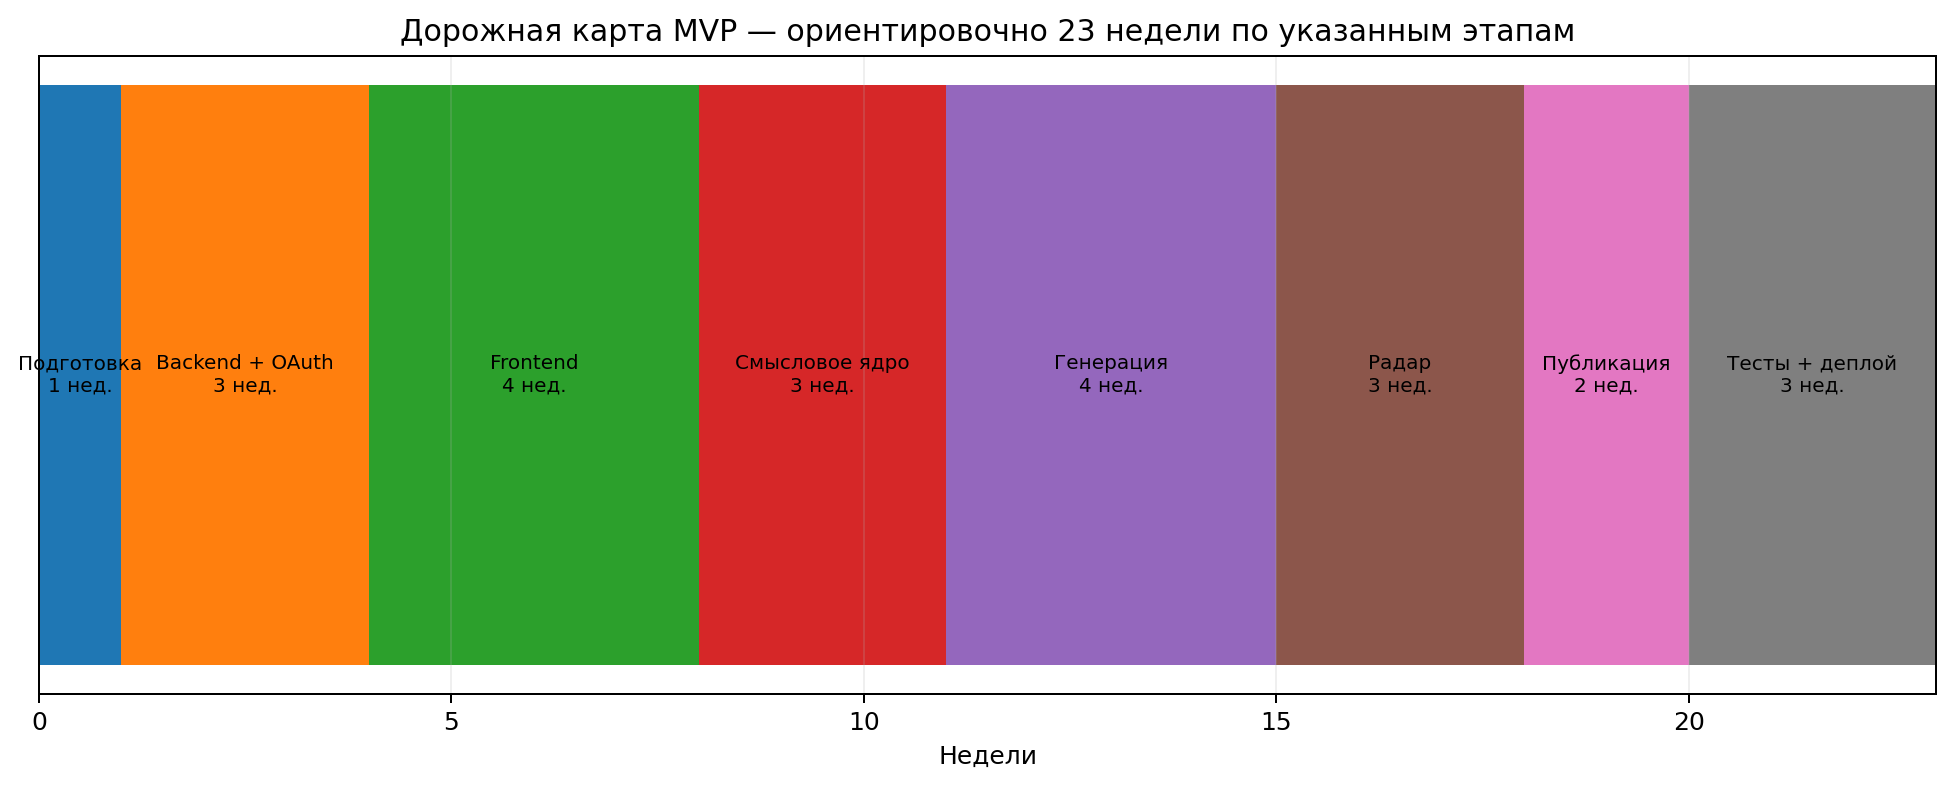 Дорожная карта MVP — ориентировочно 23 недели по указанным этапам
Подготовка
1 нед.
Backend + OAuth
3 нед.
Frontend
4 нед.
Смысловое ядро
3 нед.
Генерация
4 нед.
Радар
3 нед.
Публикация
2 нед.
Тесты + деплой
3 нед.
0
5
10
15
20
Недели